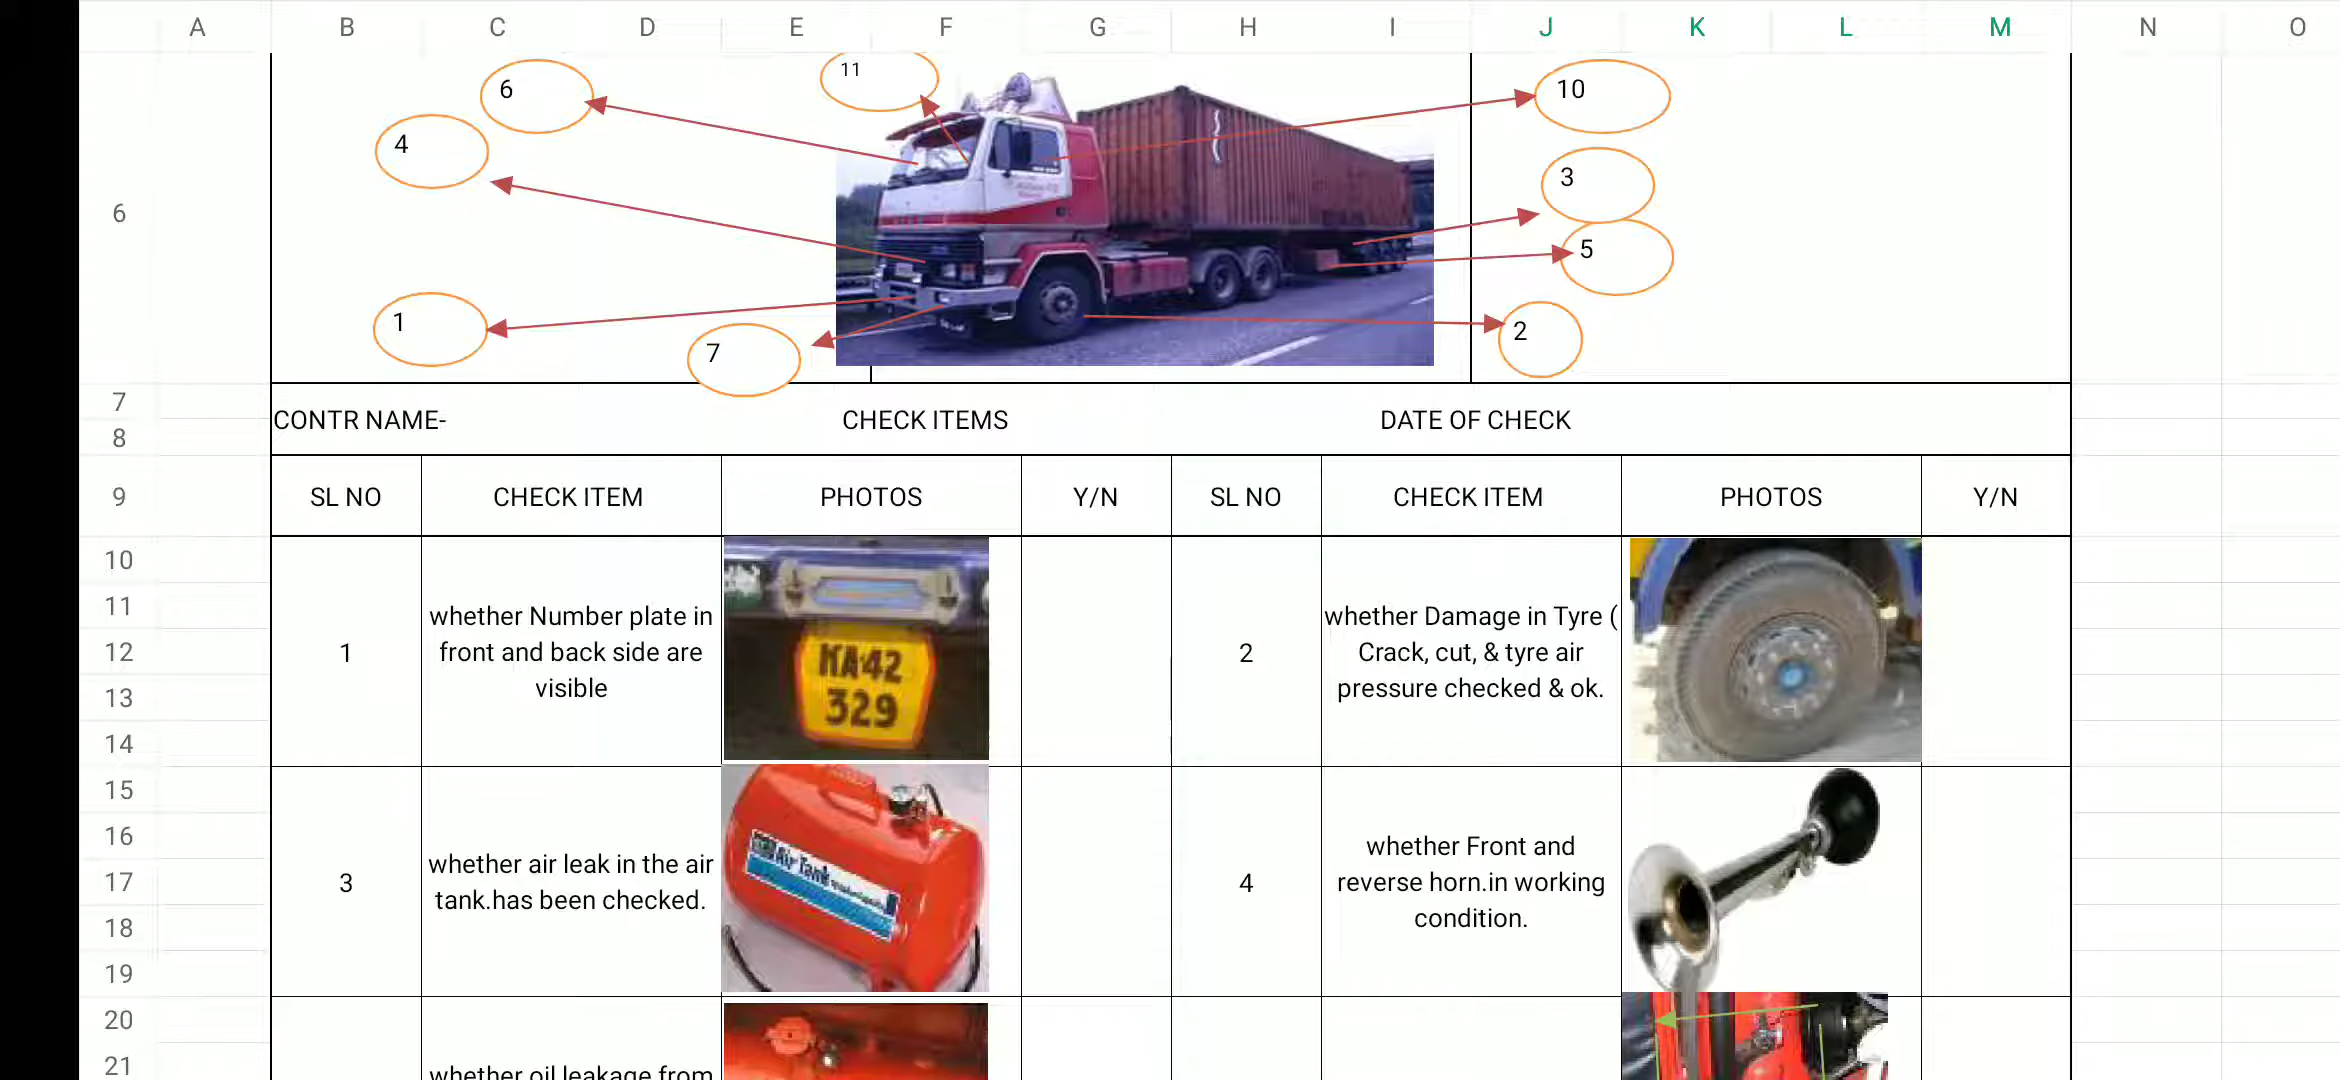 A B C D E F G H I J K L M N O
11
6
10
4
3
6
5
1
2
7
7
CONTR NAME- CHECK ITEMS DATE OF CHECK
8
9 SL NO CHECK ITEM PHOTOS Y/N SL NO CHECK ITEM PHOTOS Y/N
10
11
12
13
14
1
whether Number plate in
front and back side are
visible
KA42
329
2
whether Damage in Tyre (
Crack, cut, & tyre air
pressure checked & ok.
15
16
17
18
19
3
whether air leak in the air
tank.has been checked.
Air Tank
4
whether Front and
reverse horn.in working
condition.
20
21
whether oil leakage from